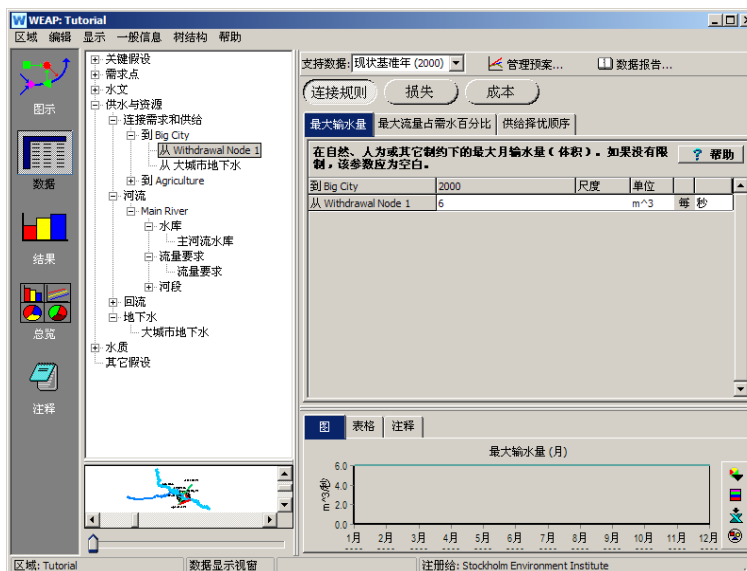 WEAP: Tutorial
区域 编辑 显示 一般信息 树结构 帮助
图示
数据
结果
总览
注释
关键假设
需求点
水文
供水与资源
连接需求和供给
到 Big City
从 Withdrawal Node 1
从 大城市地下水
到 Agriculture
河流
Main River
水库
主河流水库
流量要求
流量要求
河段
回流
地下水
大城市地下水
水质
其它假设
支持数据: 现状基准年 (2000) 管理预案... 数据报告...
连接规则 损失 成本
最大输水量 最大流量占需水百分比 供给择优顺序
在自然、人为或其它制约下的最大月输水量（体积）. 如果没有限
制，该参数应为空白.
? 帮助
到 Big City 2000 尺度 单位
从 Withdrawal Node 1 6 m^3 每 秒
图 表格 注释
最大输水量 (月)
m^3/秒
6.0
4.0
2.0
0.0
1月 2月 3月 4月 5月 6月 7月 8月 9月 10月 11月 12月
区域: Tutorial 数据显示视窗 注册给: Stockholm Environment Institute